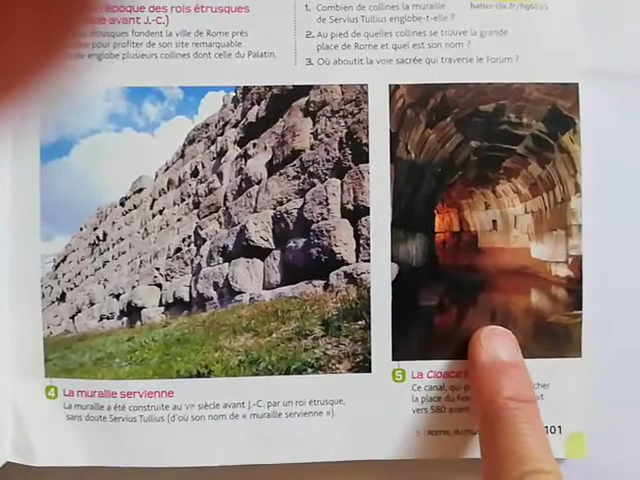 l'époque des rois étrusques
avant J.-C.)
étrusques fondent la ville de Rome près
pour profiter de son site remarquable.
englobe plusieurs collines dont celle du Palatin.
1. Combien de collines la muraille
de Servius Tullius englobe-t-elle ?
2. Au pied de quelles collines se trouve la grande
place de Rome et quel est son nom ?
3. Où aboutit la voie sacrée qui traverse le Forum ?
4 La muraille servienne
La muraille a été construite au VIe siècle avant J.-C. par un roi étrusque,
sans doute Servius Tullius (d'où son nom de « muraille servienne »).
5 La Cloaca
Ce canal, qui cher
la place du
vers 580 avant
5 | Rome, du 101